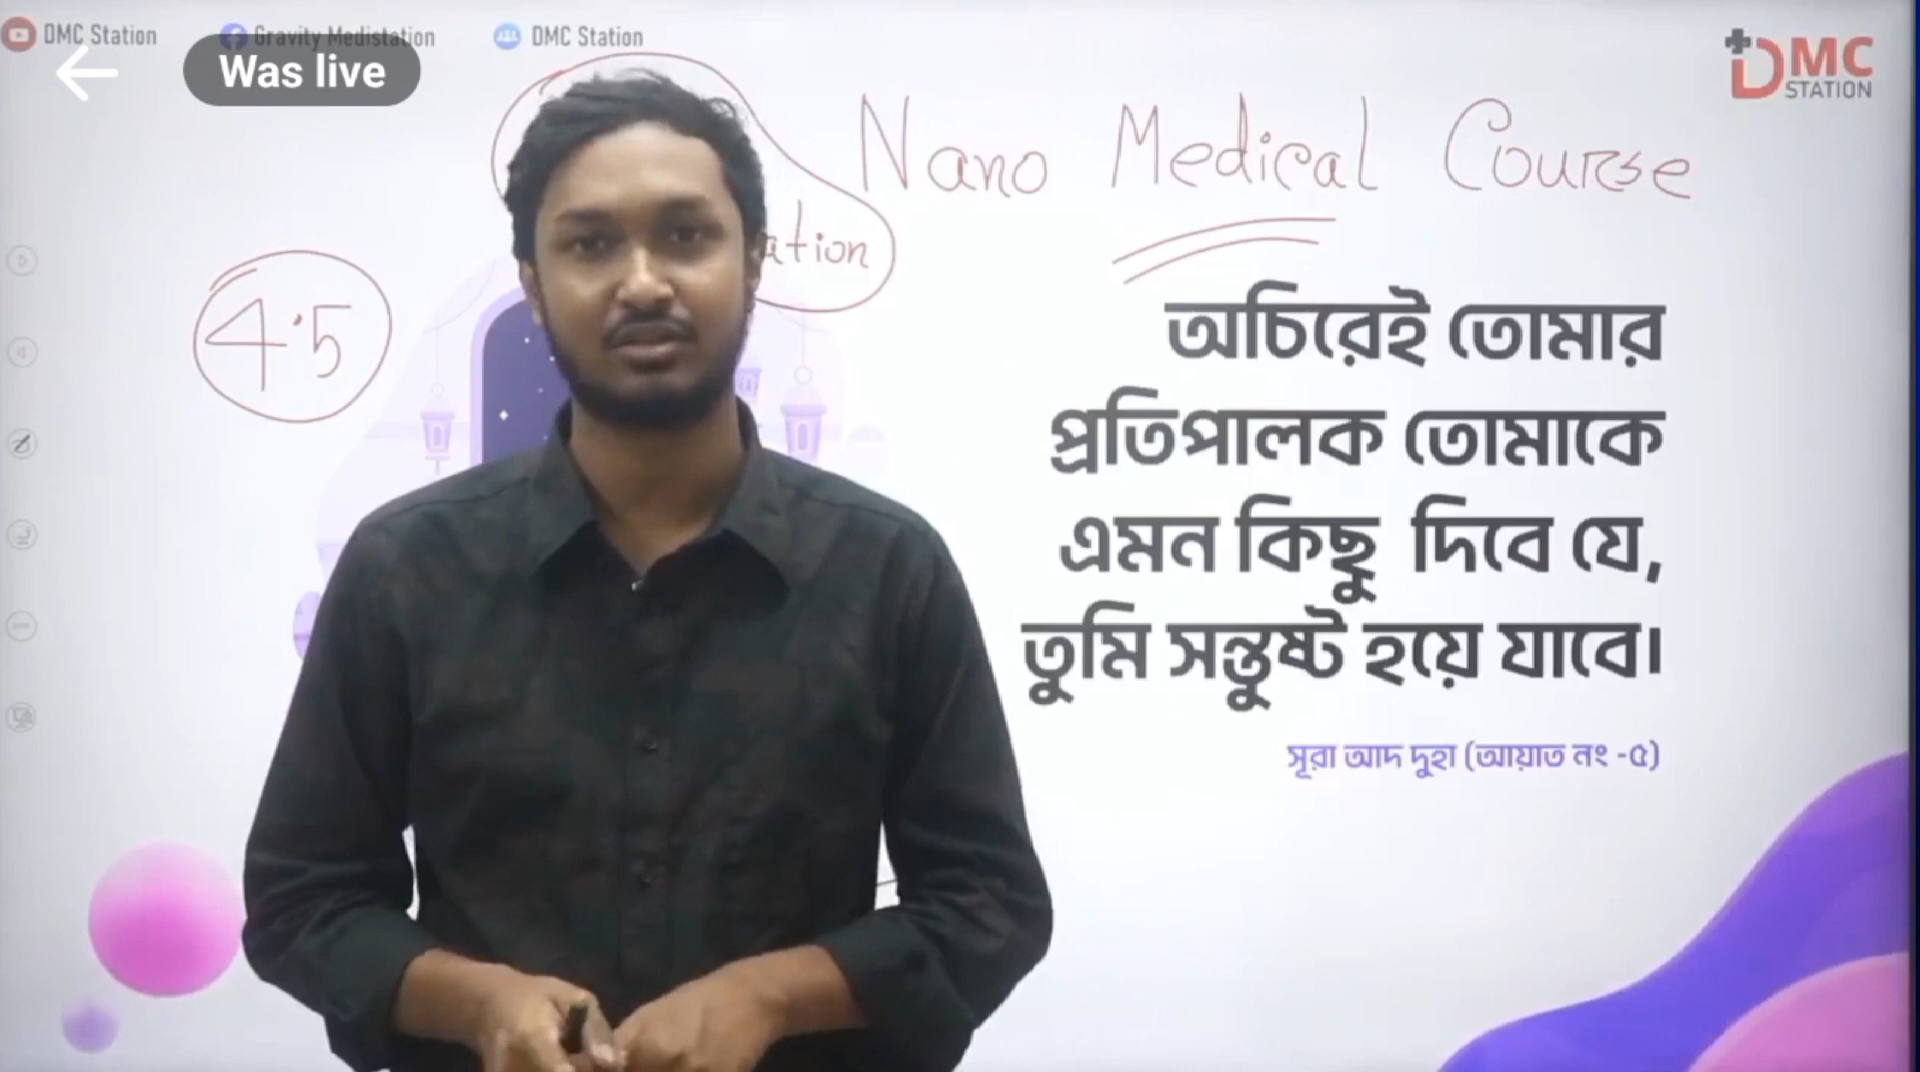 DMC Station
Gravity Medistation
DMC Station
Was live
DMC
STATION
Nano Medical Course
ation
4.5
অচিরেই তোমার
প্রতিপালক তোমাকে
এমন কিছু দিবে যে,
তুমি সন্তুষ্ট হয়ে যাবে।
সূরা আদ দুহা (আয়াত নং -৫)